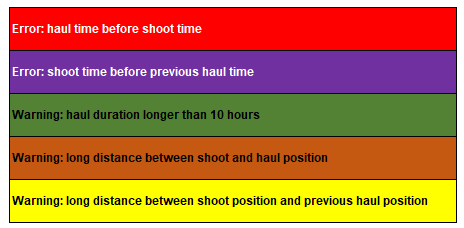 Error: haul time before shoot time
Error: shoot time before previous haul time
Warning: haul duration longer than 10 hours
Warning: long distance between shoot and haul position
Warning: long distance between shoot position and previous haul position